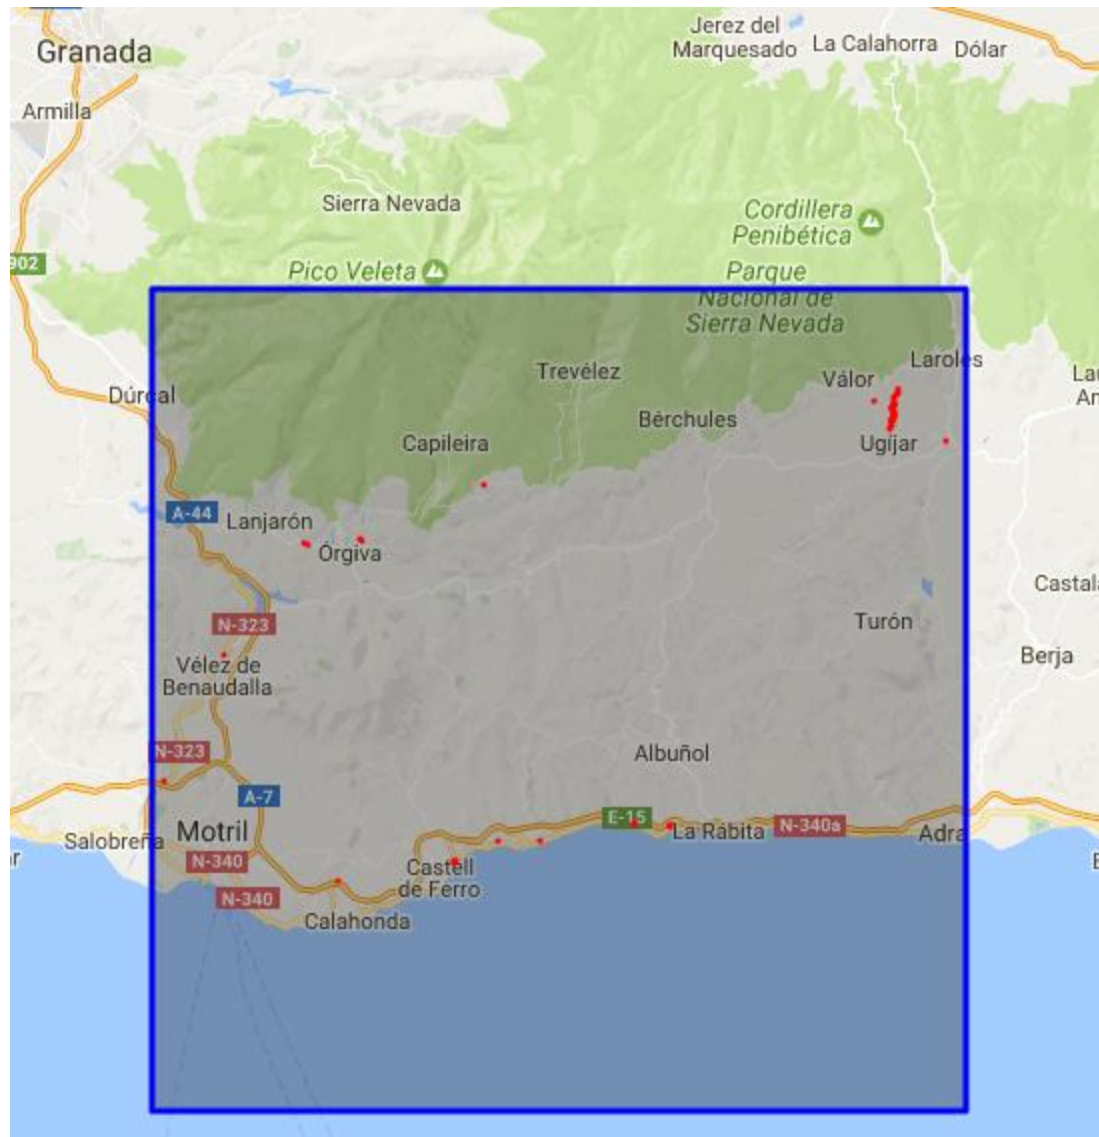 Granada
Jerez del
Marquesado
La Calahorra
Dólar
Armilla
Sierra Nevada
Cordillera
Penibética
902
Pico Veleta
Parque
Nacional de
Sierra Nevada
Laroles
Trevélez
Válor
Dúrcal
Bérchules
Capileira
Ugíjar
A-44
Lanjarón
Órgiva
N-323
Turón
Castala
Vélez de
Benaudalla
Berja
N-323
Albuñol
A-7
Salobreña
Motril
E-15
La Rábita
N-340a
Adra
N-340
Castell
de Ferro
N-340
Calahonda